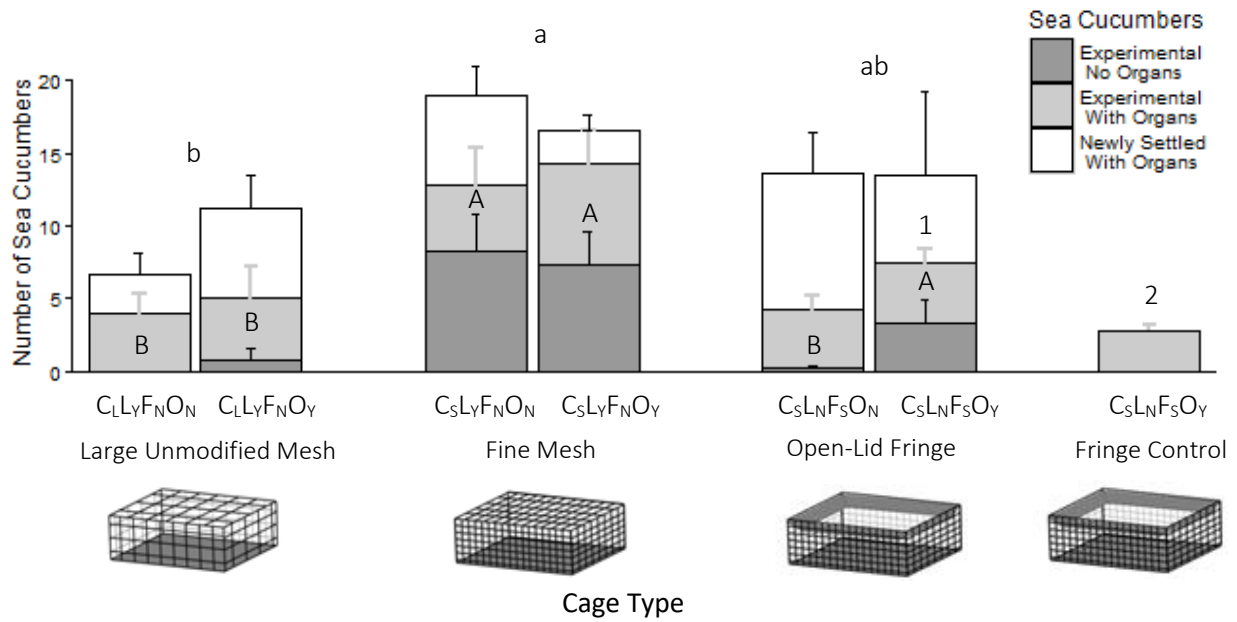 Sea Cucumbers
Experimental
No Organs
Experimental
With Organs
Newly Settled
With Organs
Number of Sea Cucumbers
20
15
10
5
0
b
a
ab
B
B
A
A
B
1
A
2
CLLYFNON CLLYFNOY CSLYFNON CSLYFNOY CSLNFSON CSLNFSOY CSLNFSOY
Large Unmodified Mesh Fine Mesh Open-Lid Fringe Fringe Control
Cage Type